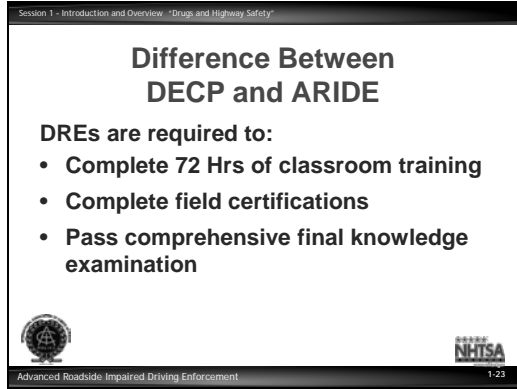 Session 1 - Introduction and Overview "Drugs and Highway Safety"
Difference Between
DECP and ARIDE
DREs are required to:
• Complete 72 Hrs of classroom training
• Complete field certifications
• Pass comprehensive final knowledge
examination
NHTSA
Advanced Roadside Impaired Driving Enforcement
1-23